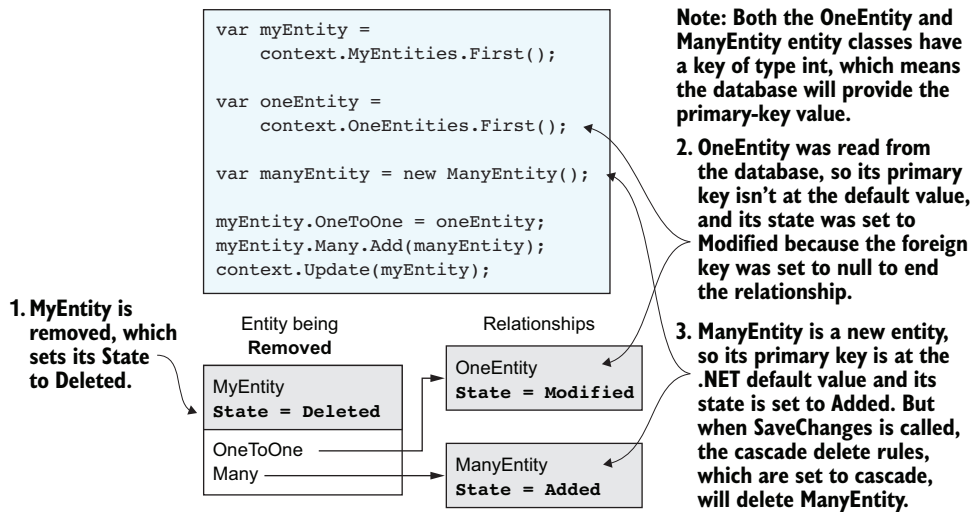 var myEntity =
context.MyEntities.First();
var oneEntity =
context.OneEntities.First();
var manyEntity = new ManyEntity();
myEntity.OneToOne = oneEntity;
myEntity.Many.Add(manyEntity);
context.Update(myEntity);
Note: Both the OneEntity and
ManyEntity entity classes have
a key of type int, which means
the database will provide the
primary-key value.
2. OneEntity was read from
the database, so its primary
key isn't at the default value,
and its state was set to
Modified because the foreign
key was set to null to end
the relationship.
3. ManyEntity is a new entity,
so its primary key is at the
.NET default value and its
state is set to Added. But
when SaveChanges is called,
the cascade delete rules,
which are set to cascade,
will delete ManyEntity.
1. MyEntity is
removed, which
sets its State
to Deleted.
Entity being
Removed
MyEntity
State = Deleted
OneToOne
Many
Relationships
OneEntity
State = Modified
ManyEntity
State = Added